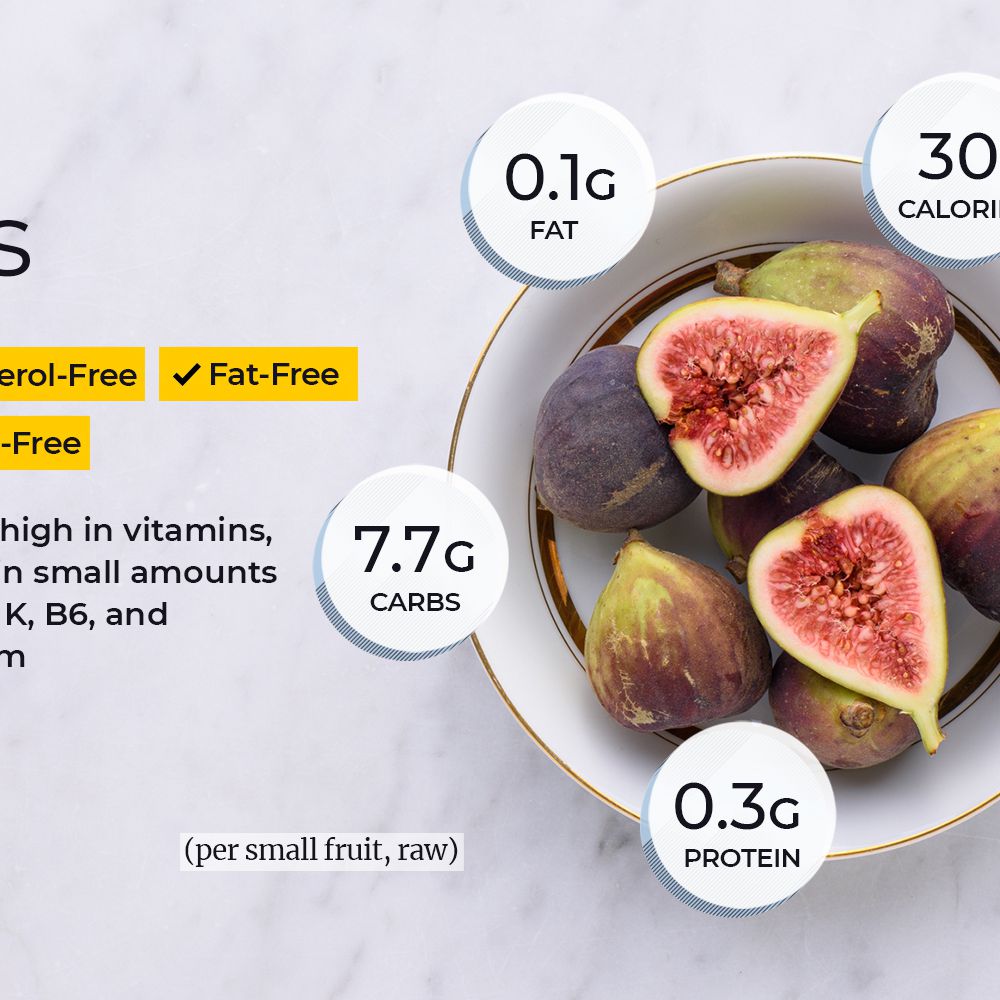 s
erol-Free ✓ Fat-Free
-Free
high in vitamins,
n small amounts
K, B6, and
m
(per small fruit, raw)
0.1G
FAT
30
CALORI
7.7G
CARBS
0.3G
PROTEIN